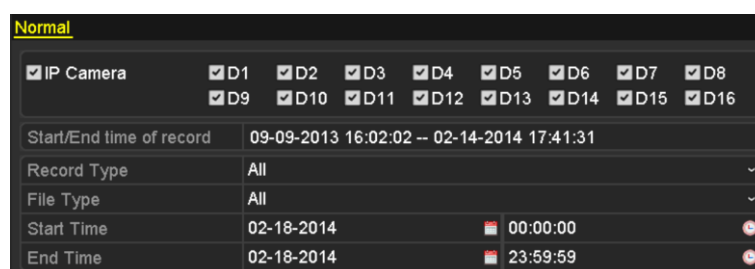 Normal
IP Camera D1 D2 D3 D4 D5 D6 D7 D8
D9 D10 D11 D12 D13 D14 D15 D16
Start/End time of record 09-09-2013 16:02:02 -- 02-14-2014 17:41:31
Record Type All
File Type All
Start Time 02-18-2014 00:00:00
End Time 02-18-2014 23:59:59